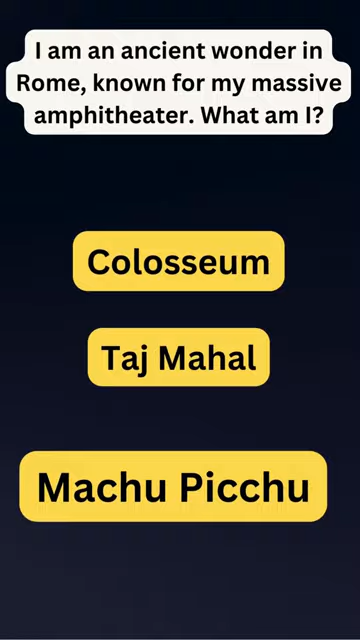 I am an ancient wonder in
Rome, known for my massive
amphitheater. What am I?
Colosseum
Taj Mahal
Machu Picchu